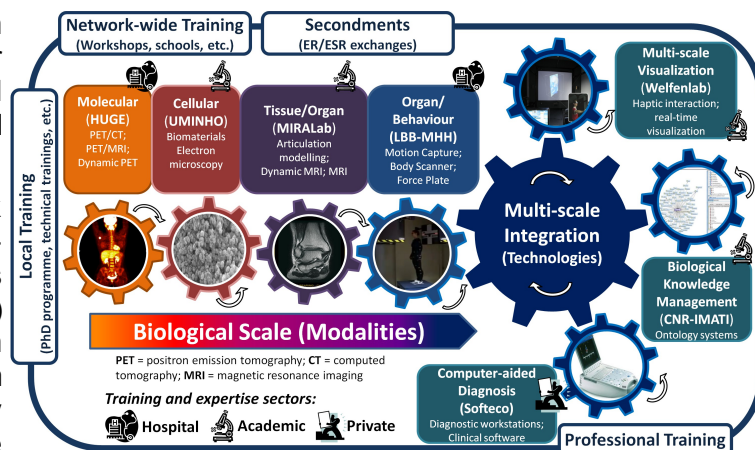 Network-wide Training
(Workshops, schools, etc.)
Secondments
(ER/ESR exchanges)
Local Training
(PhD programme, technical trainings, etc.)
Molecular
(HUGE)
PET/CT;
PET/MRI;
Dynamic PET
Cellular
(UMINHO)
Biomaterials
Electron
microscopy
Tissue/Organ
(MIRALab)
Articulation
modelling;
Dynamic MRI; MRI
Organ/
Behaviour
(LBB-MHH)
Motion Capture;
Body Scanner;
Force Plate
Multi-scale
Visualization
(Welfenlab)
Haptic interaction;
real-time
visualization
Multi-scale
Integration
(Technologies)
Biological
Knowledge
Management
(CNR-IMATI)
Ontology systems
Biological Scale (Modalities)
PET = positron emission tomography; CT = computed
tomography; MRI = magnetic resonance imaging
Training and expertise sectors:
Hospital
Academic
Private
Computer-aided
Diagnosis
(Softeco)
Diagnostic workstations;
Clinical software
Professional Training